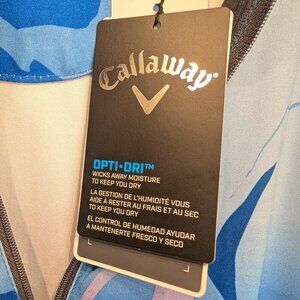 Callaway
OPTI·DRI™
WICKS AWAY MOISTURE
TO KEEP YOU DRY
LA GESTION DE L'HUMIDITÉ VOUS
AIDE À RESTER AU FRAIS ET AU SEC
TO KEEP YOU DRY
EL CONTROL DE HUMEDAD AYUDAR
A MANTENERTE FRESCO Y SECO